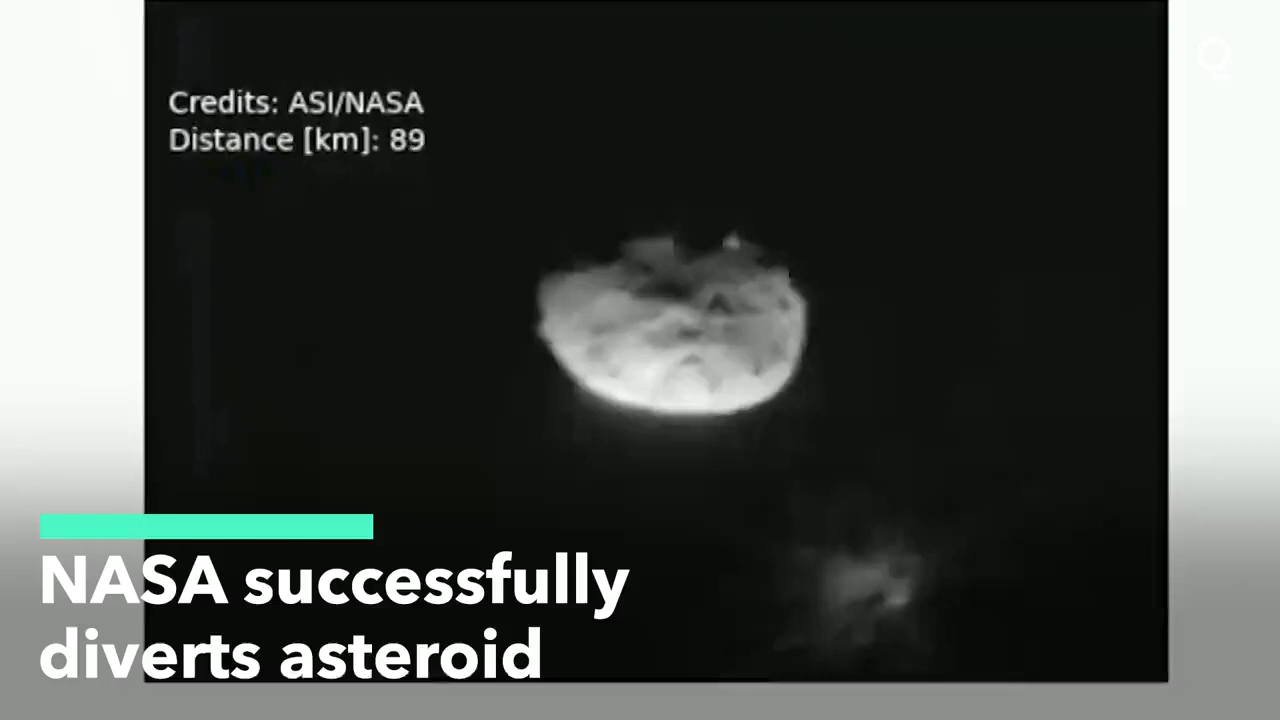 Q
Credits: ASI/NASA
Distance [km]: 89
NASA successfully
diverts asteroid